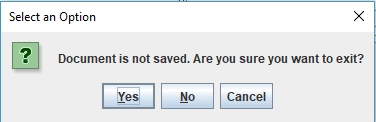 Select an Option
?
Document is not saved. Are you sure you want to exit?
Yes No Cancel